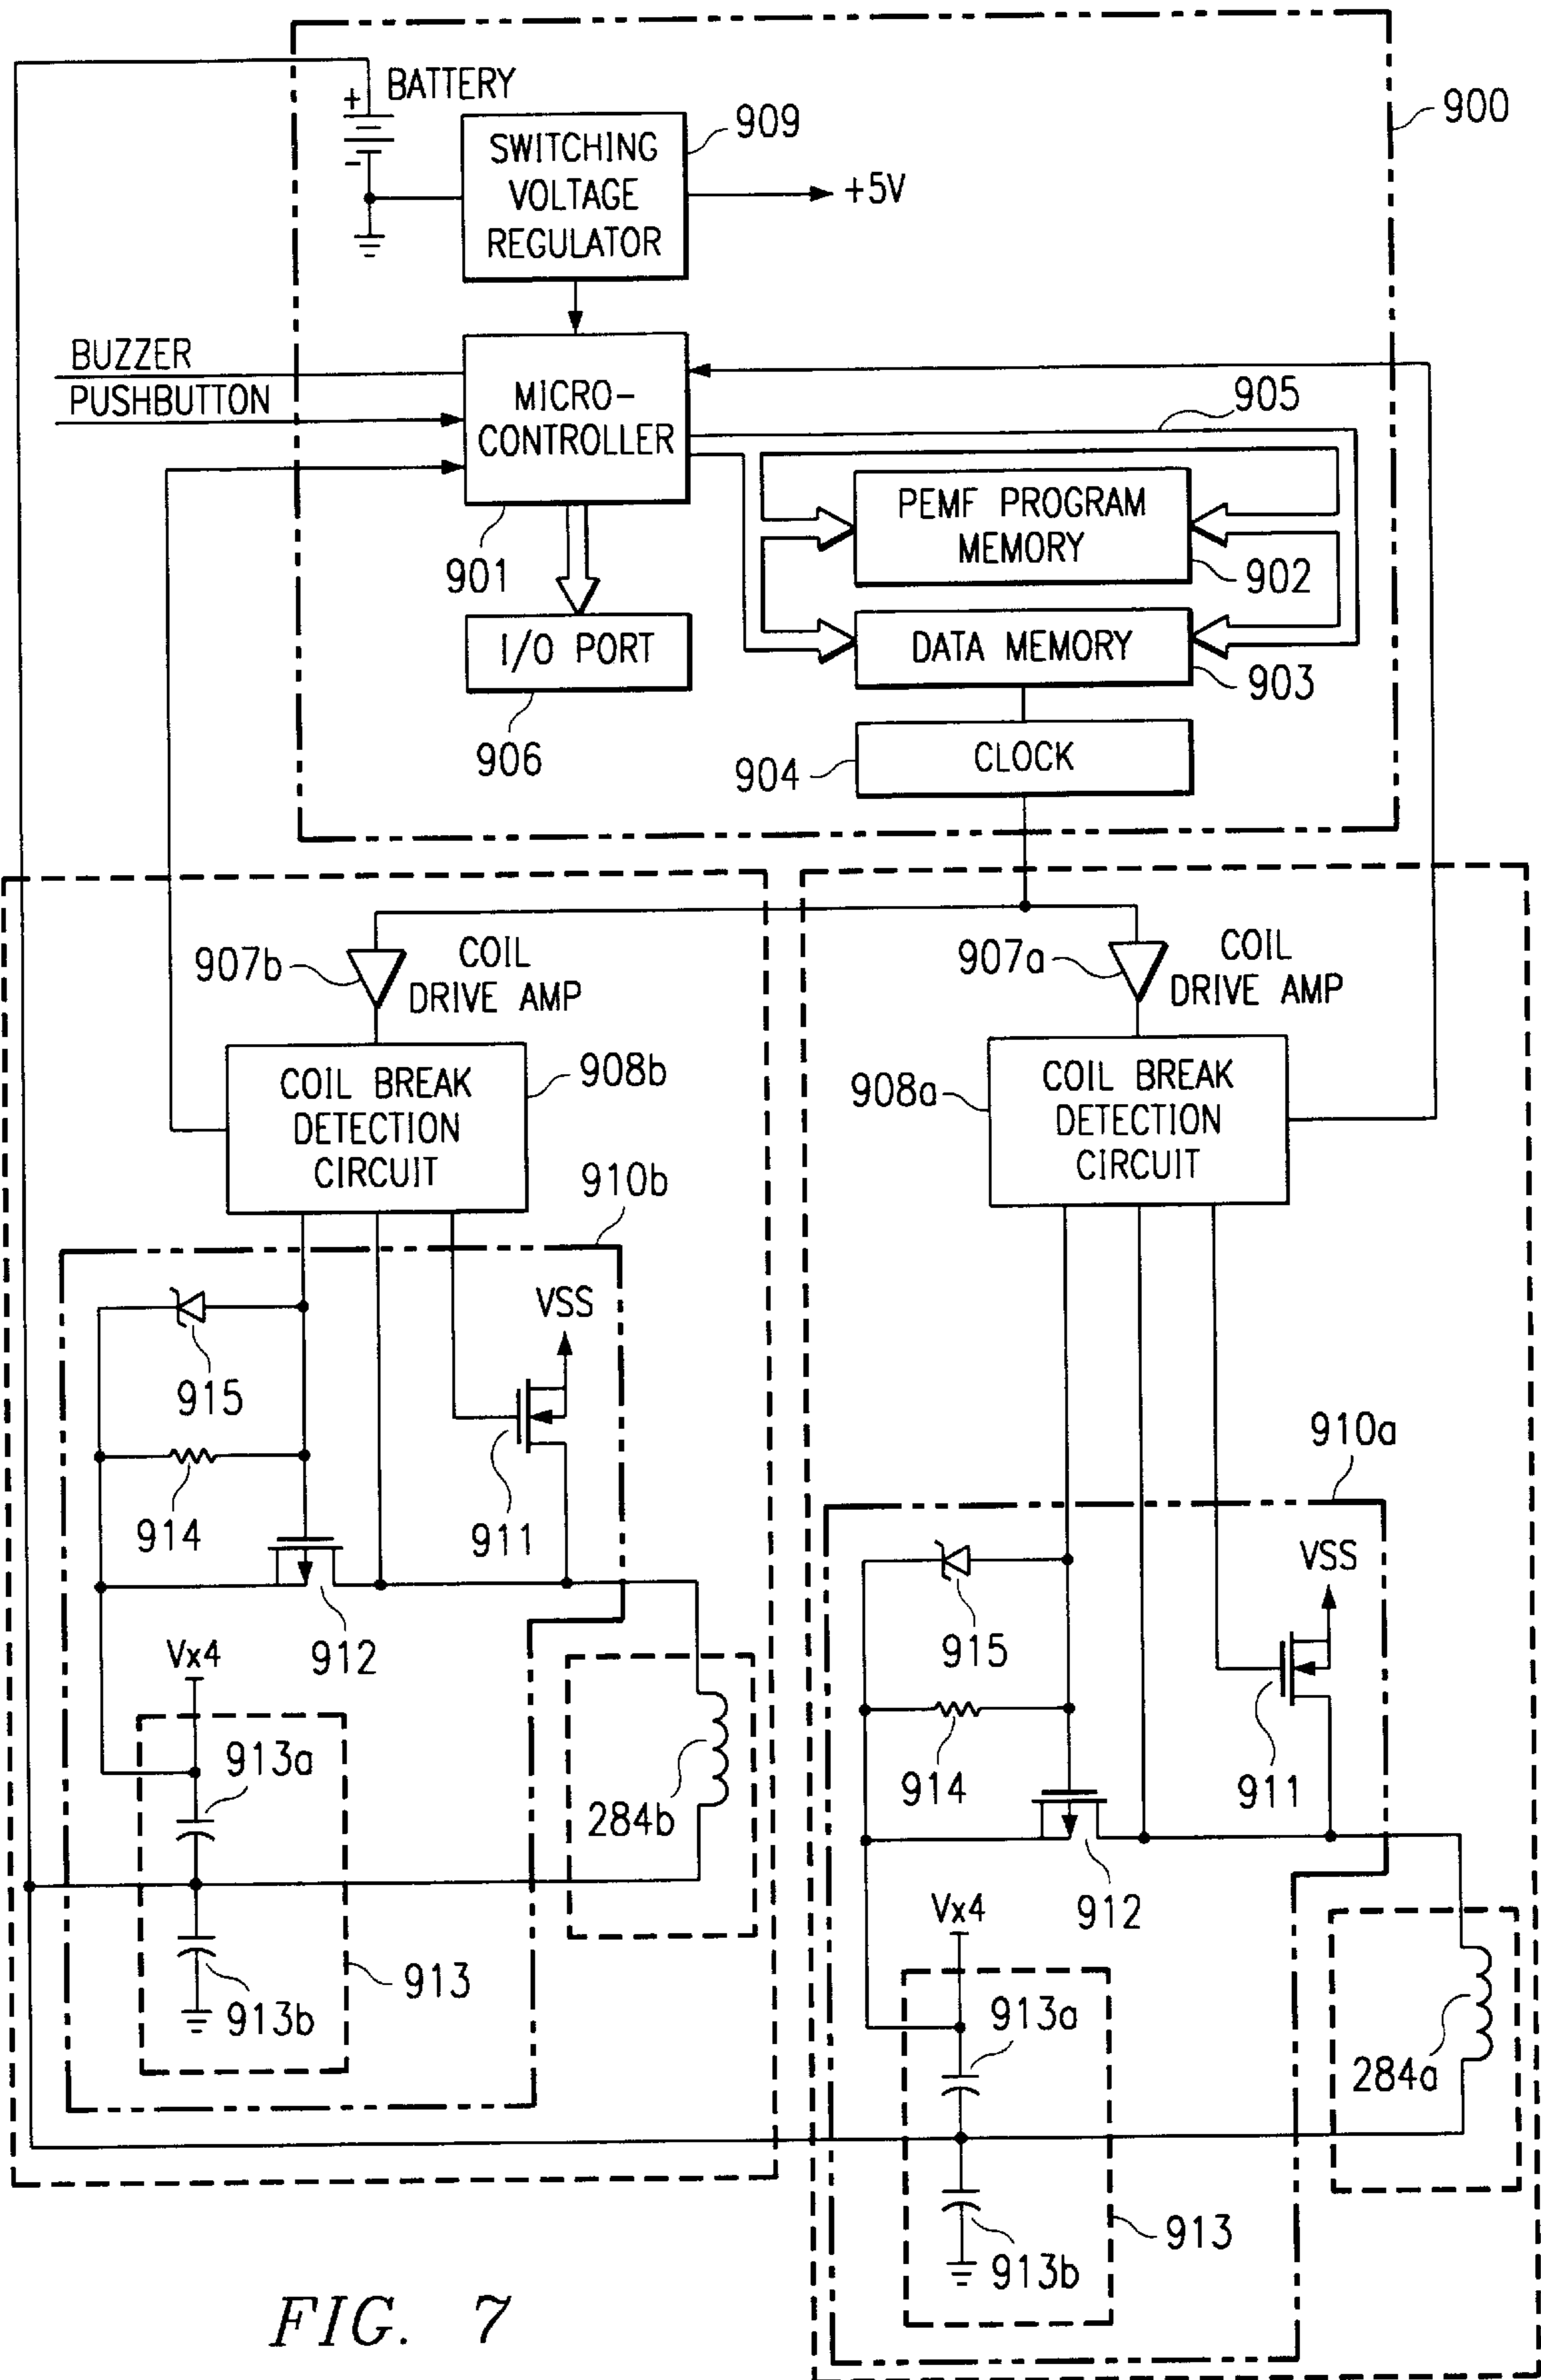 BATTERY
+
-
SWITCHING
VOLTAGE
REGULATOR
909
+5V
900
BUZZER
PUSHBUTTON
MICRO-
CONTROLLER
901
905
PEMF PROGRAM
MEMORY
902
I/O PORT
906
DATA MEMORY
903
904
CLOCK
907b
COIL
DRIVE AMP
907a
COIL
DRIVE AMP
COIL BREAK
DETECTION
CIRCUIT
908b
908a
COIL BREAK
DETECTION
CIRCUIT
910b
VSS
915
914
911
912
Vx4
913a
284b
913
913b
910a
VSS
915
914
911
912
Vx4
913a
284a
913
913b
FIG. 7